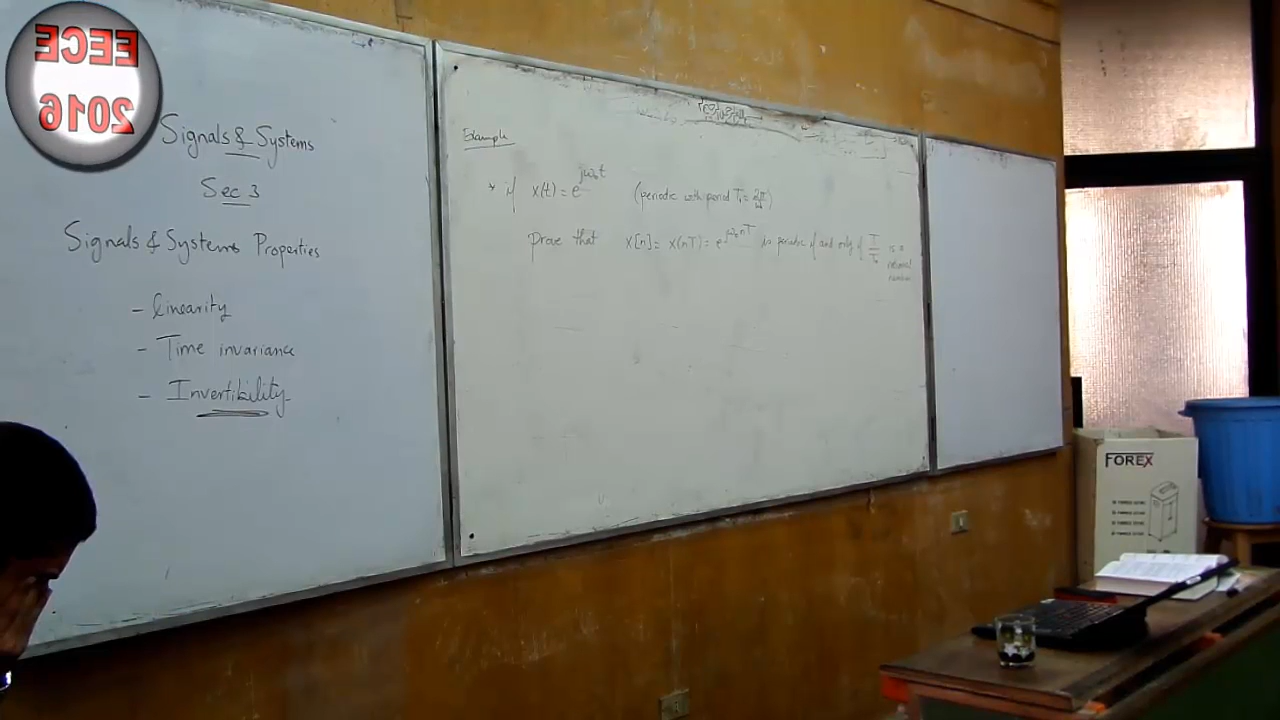 EECE
2016
Signals & Systems
Sec 3
Signals & Systems Properties
- linearity
- Time invariance
- Invertibility
Example
* if x(t) = e^{jω₀t} (periodic with period T₀ = 2π/ω₀)
Prove that x[n] = x(nT) = e^{jω₀nT} is periodic if and only if T/T₀ is a
rational
number
FOREX